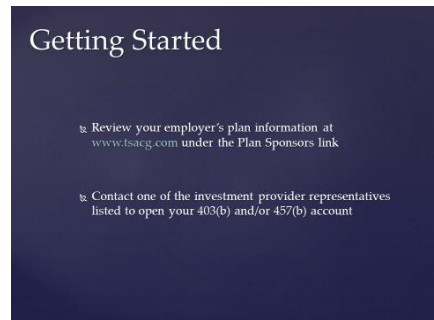 Getting Started
Review your employer's plan information at
www.tsacg.com under the Plan Sponsors link
Contact one of the investment provider representatives
listed to open your 403(b) and/or 457(b) account